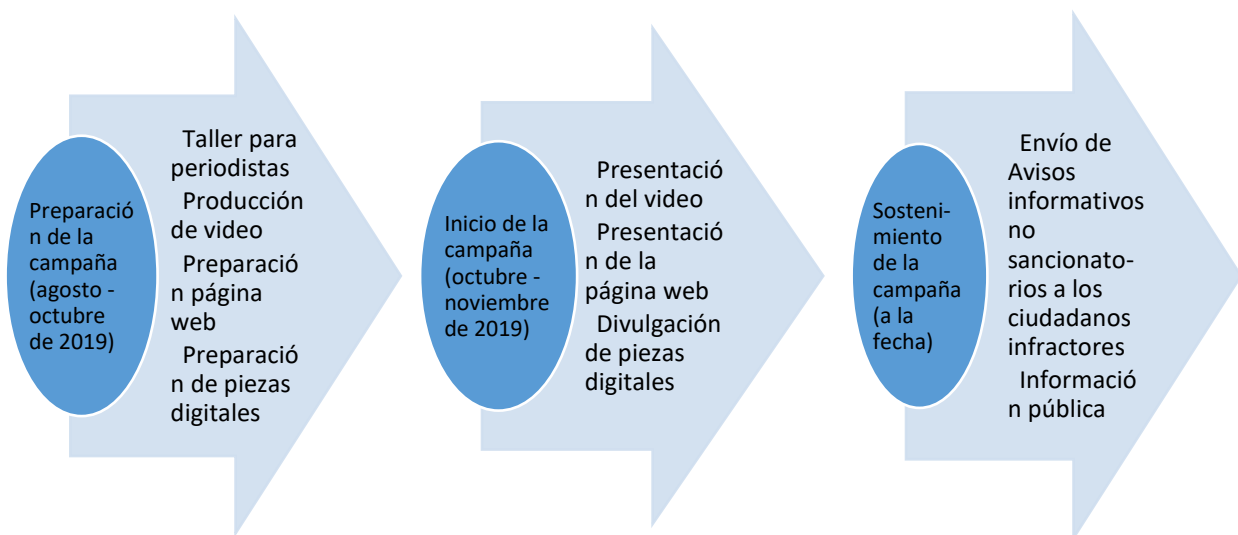 Preparació
n de la
campaña
(agosto -
octubre
de 2019)
Taller para
periodistas
Producción
de video
Preparació
n página
web
Preparació
n de piezas
digitales
Inicio de la
campaña
(octubre -
noviembre
de 2019)
Presentació
n del video
Presentació
n de la
página web
Divulgación
de piezas
digitales
Sosteni-
miento
de la
campaña
(a la
fecha)
Envío de
Avisos
informativos
no
sancionato-
rios a los
ciudadanos
infractores
Informació
n pública